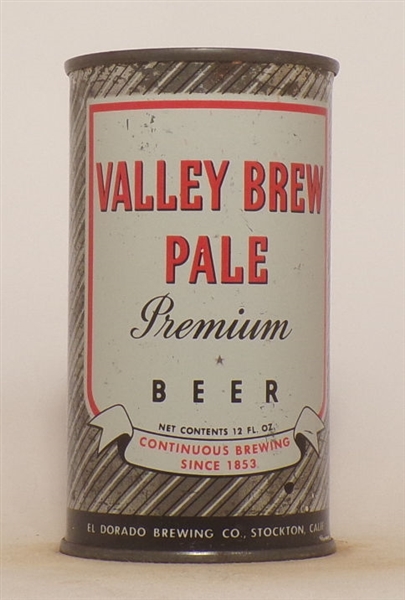 VALLEY BREW
PALE
Premium
BEER
NET CONTENTS 12 FL. OZ.
CONTINUOUS BREWING
SINCE 1853
EL DORADO BREWING CO., STOCKTON, CALIF